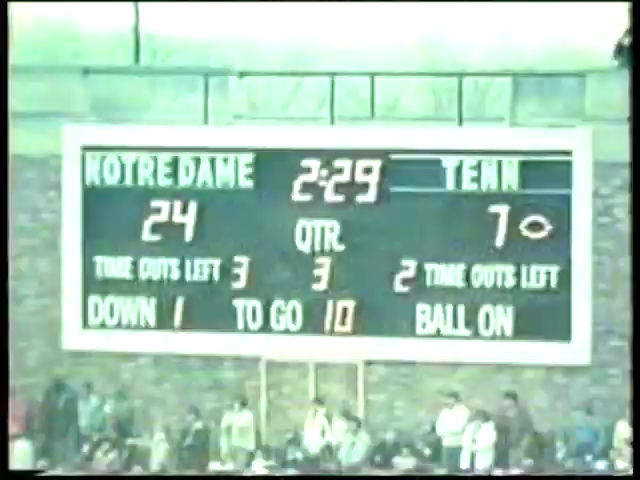 NOTRE DAME 2:29 TENN
24 QTR. 7
TIME OUTS LEFT 3 3 2 TIME OUTS LEFT
DOWN 1 TO GO 10 BALL ON